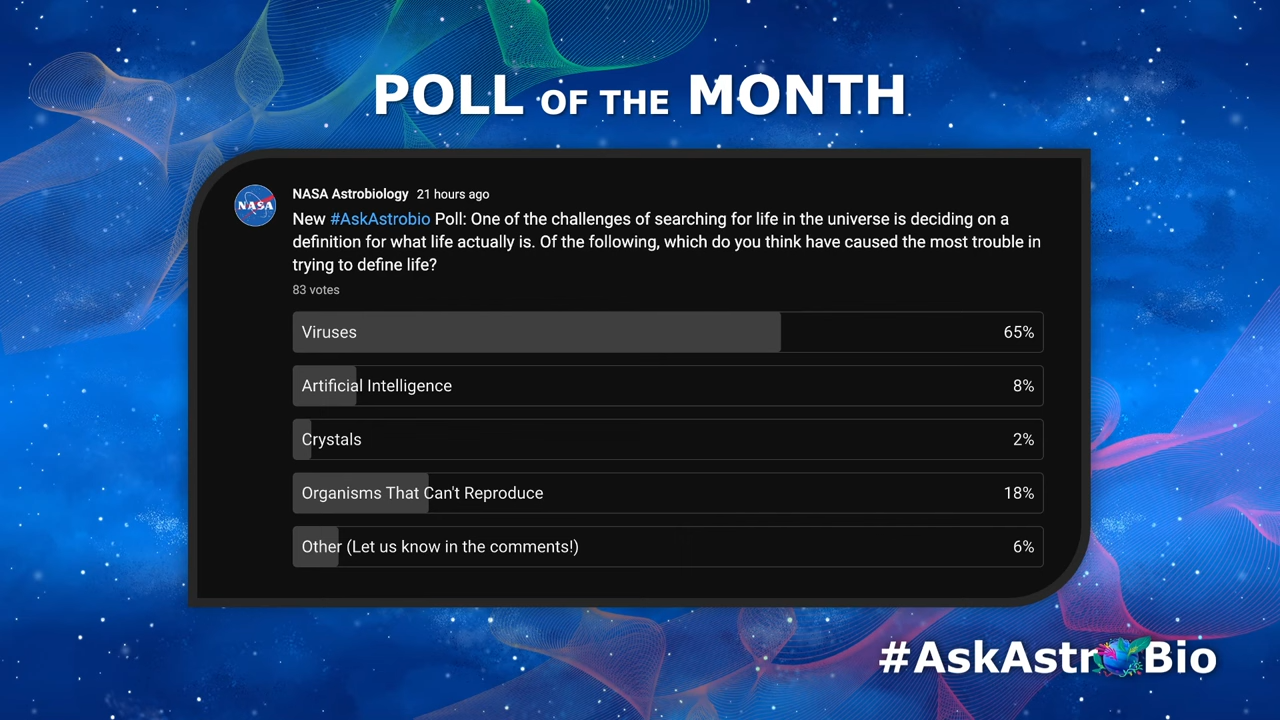 POLL OF THE MONTH
NASA
NASA Astrobiology 21 hours ago
New #AskAstrobio Poll: One of the challenges of searching for life in the universe is deciding on a
definition for what life actually is. Of the following, which do you think have caused the most trouble in
trying to define life?
83 votes
Viruses 65%
Artificial Intelligence 8%
Crystals 2%
Organisms That Can't Reproduce 18%
Other (Let us know in the comments!) 6%
#AskAstroBio